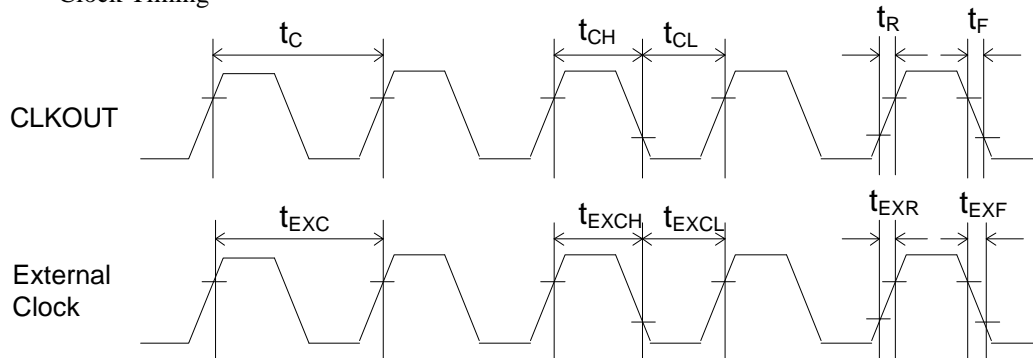 Clock Timing
tC tCH tCL tR tF
CLKOUT
tEXC tEXCH tEXCL tEXR tEXF
External
Clock